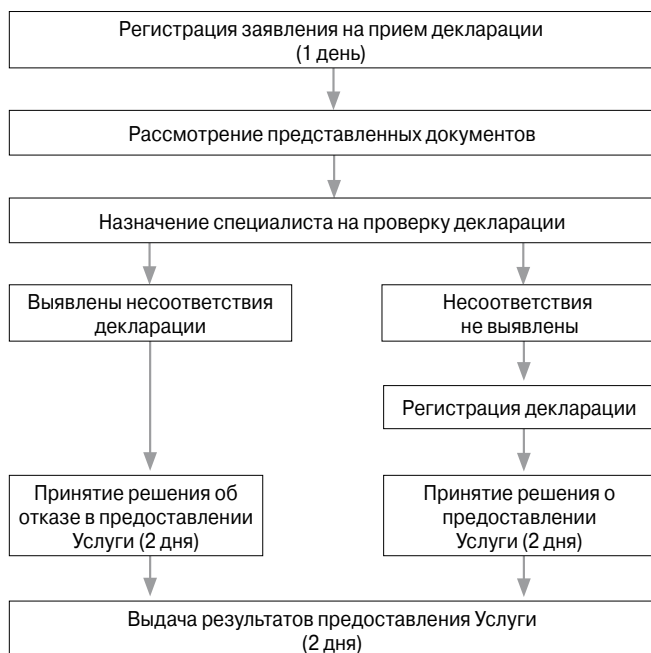 Регистрация заявления на прием декларации
(1 день)
Рассмотрение представленных документов
Назначение специалиста на проверку декларации
Выявлены несоответствия
декларации
Несоответствия
не выявлены
Регистрация декларации
Принятие решения об
отказе в предоставлении
Услуги (2 дня)
Принятие решения о
предоставлении
Услуги (2 дня)
Выдача результатов предоставления Услуги
(2 дня)